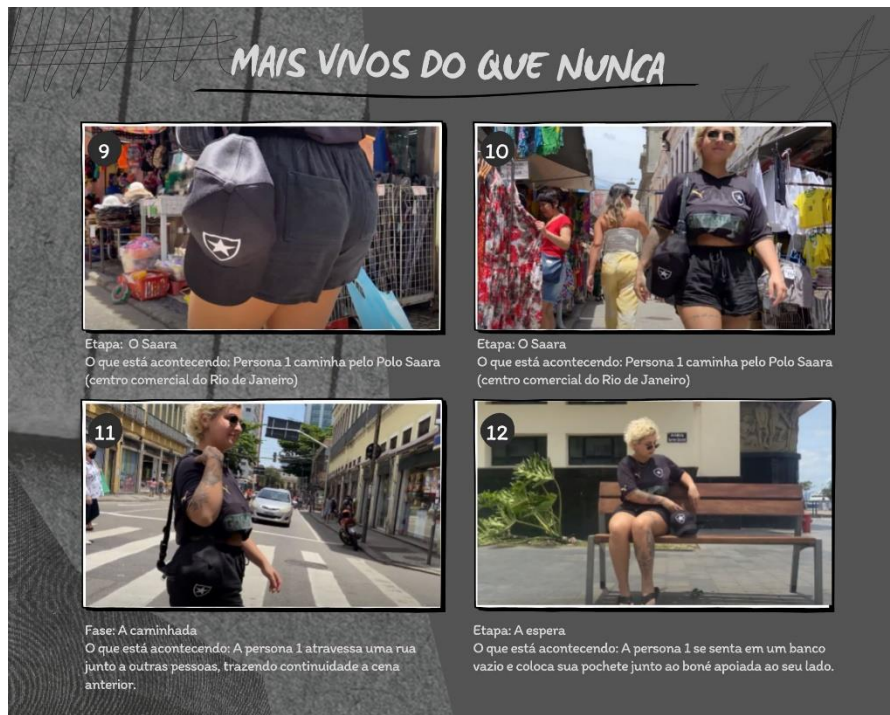 MAIS VIVOS DO QUE NUNCA
9
Etapa: O Saara
O que está acontecendo: Persona 1 caminha pelo Polo Saara
(centro comercial do Rio de Janeiro)
10
Etapa: O Saara
O que está acontecendo: Persona 1 caminha pelo Polo Saara
(centro comercial do Rio de Janeiro)
11
Fase: A caminhada
O que está acontecendo: A persona 1 atravessa uma rua
junto a outras pessoas, trazendo continuidade a cena
anterior.
12
Etapa: A espera
O que está acontecendo: A persona 1 se senta em um banco
vazio e coloca sua pochete junto ao boné apoiada ao seu lado.